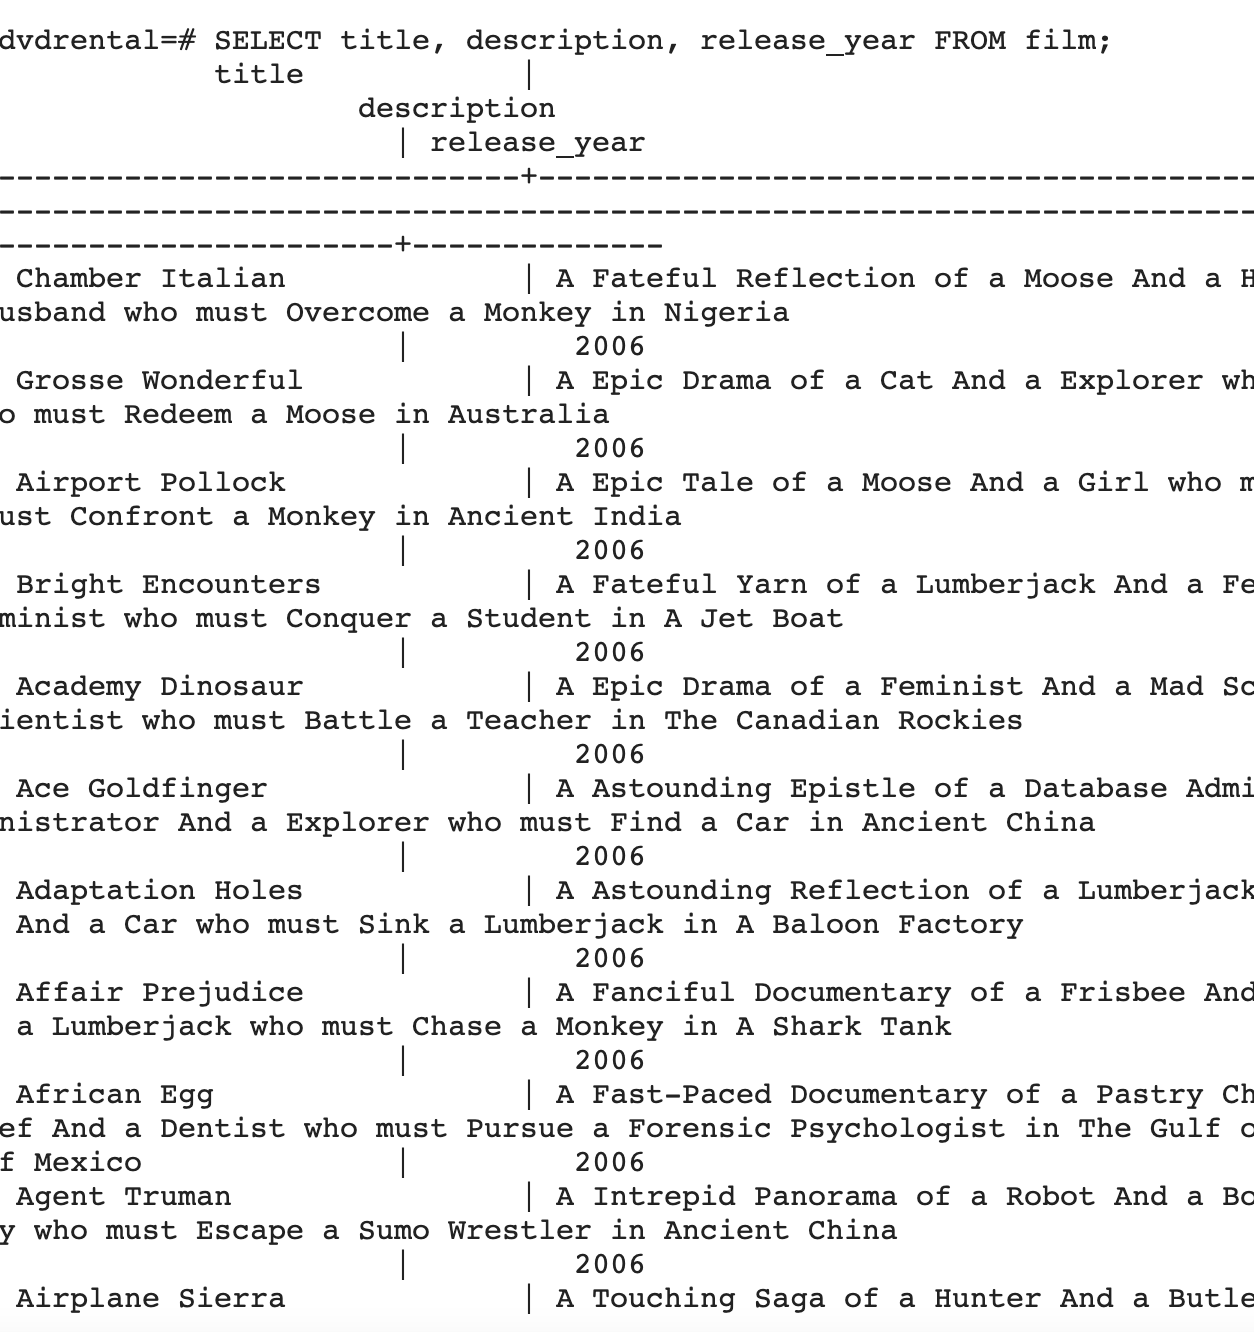 dvdrental=# SELECT title, description, release_year FROM film;
title |
description
| release_year
-----------------------------+----------------------------------------
----------------------------------------------------------------------
----------------------+--------------
Chamber Italian | A Fateful Reflection of a Moose And a H
usband who must Overcome a Monkey in Nigeria
| 2006
Grosse Wonderful | A Epic Drama of a Cat And a Explorer wh
o must Redeem a Moose in Australia
| 2006
Airport Pollock | A Epic Tale of a Moose And a Girl who m
ust Confront a Monkey in Ancient India
| 2006
Bright Encounters | A Fateful Yarn of a Lumberjack And a Fe
minist who must Conquer a Student in A Jet Boat
| 2006
Academy Dinosaur | A Epic Drama of a Feminist And a Mad Sc
ientist who must Battle a Teacher in The Canadian Rockies
| 2006
Ace Goldfinger | A Astounding Epistle of a Database Admi
nistrator And a Explorer who must Find a Car in Ancient China
| 2006
Adaptation Holes | A Astounding Reflection of a Lumberjack
And a Car who must Sink a Lumberjack in A Baloon Factory
| 2006
Affair Prejudice | A Fanciful Documentary of a Frisbee And
a Lumberjack who must Chase a Monkey in A Shark Tank
| 2006
African Egg | A Fast-Paced Documentary of a Pastry Ch
ef And a Dentist who must Pursue a Forensic Psychologist in The Gulf o
f Mexico | 2006
Agent Truman | A Intrepid Panorama of a Robot And a Bo
y who must Escape a Sumo Wrestler in Ancient China
| 2006
Airplane Sierra | A Touching Saga of a Hunter And a Butle